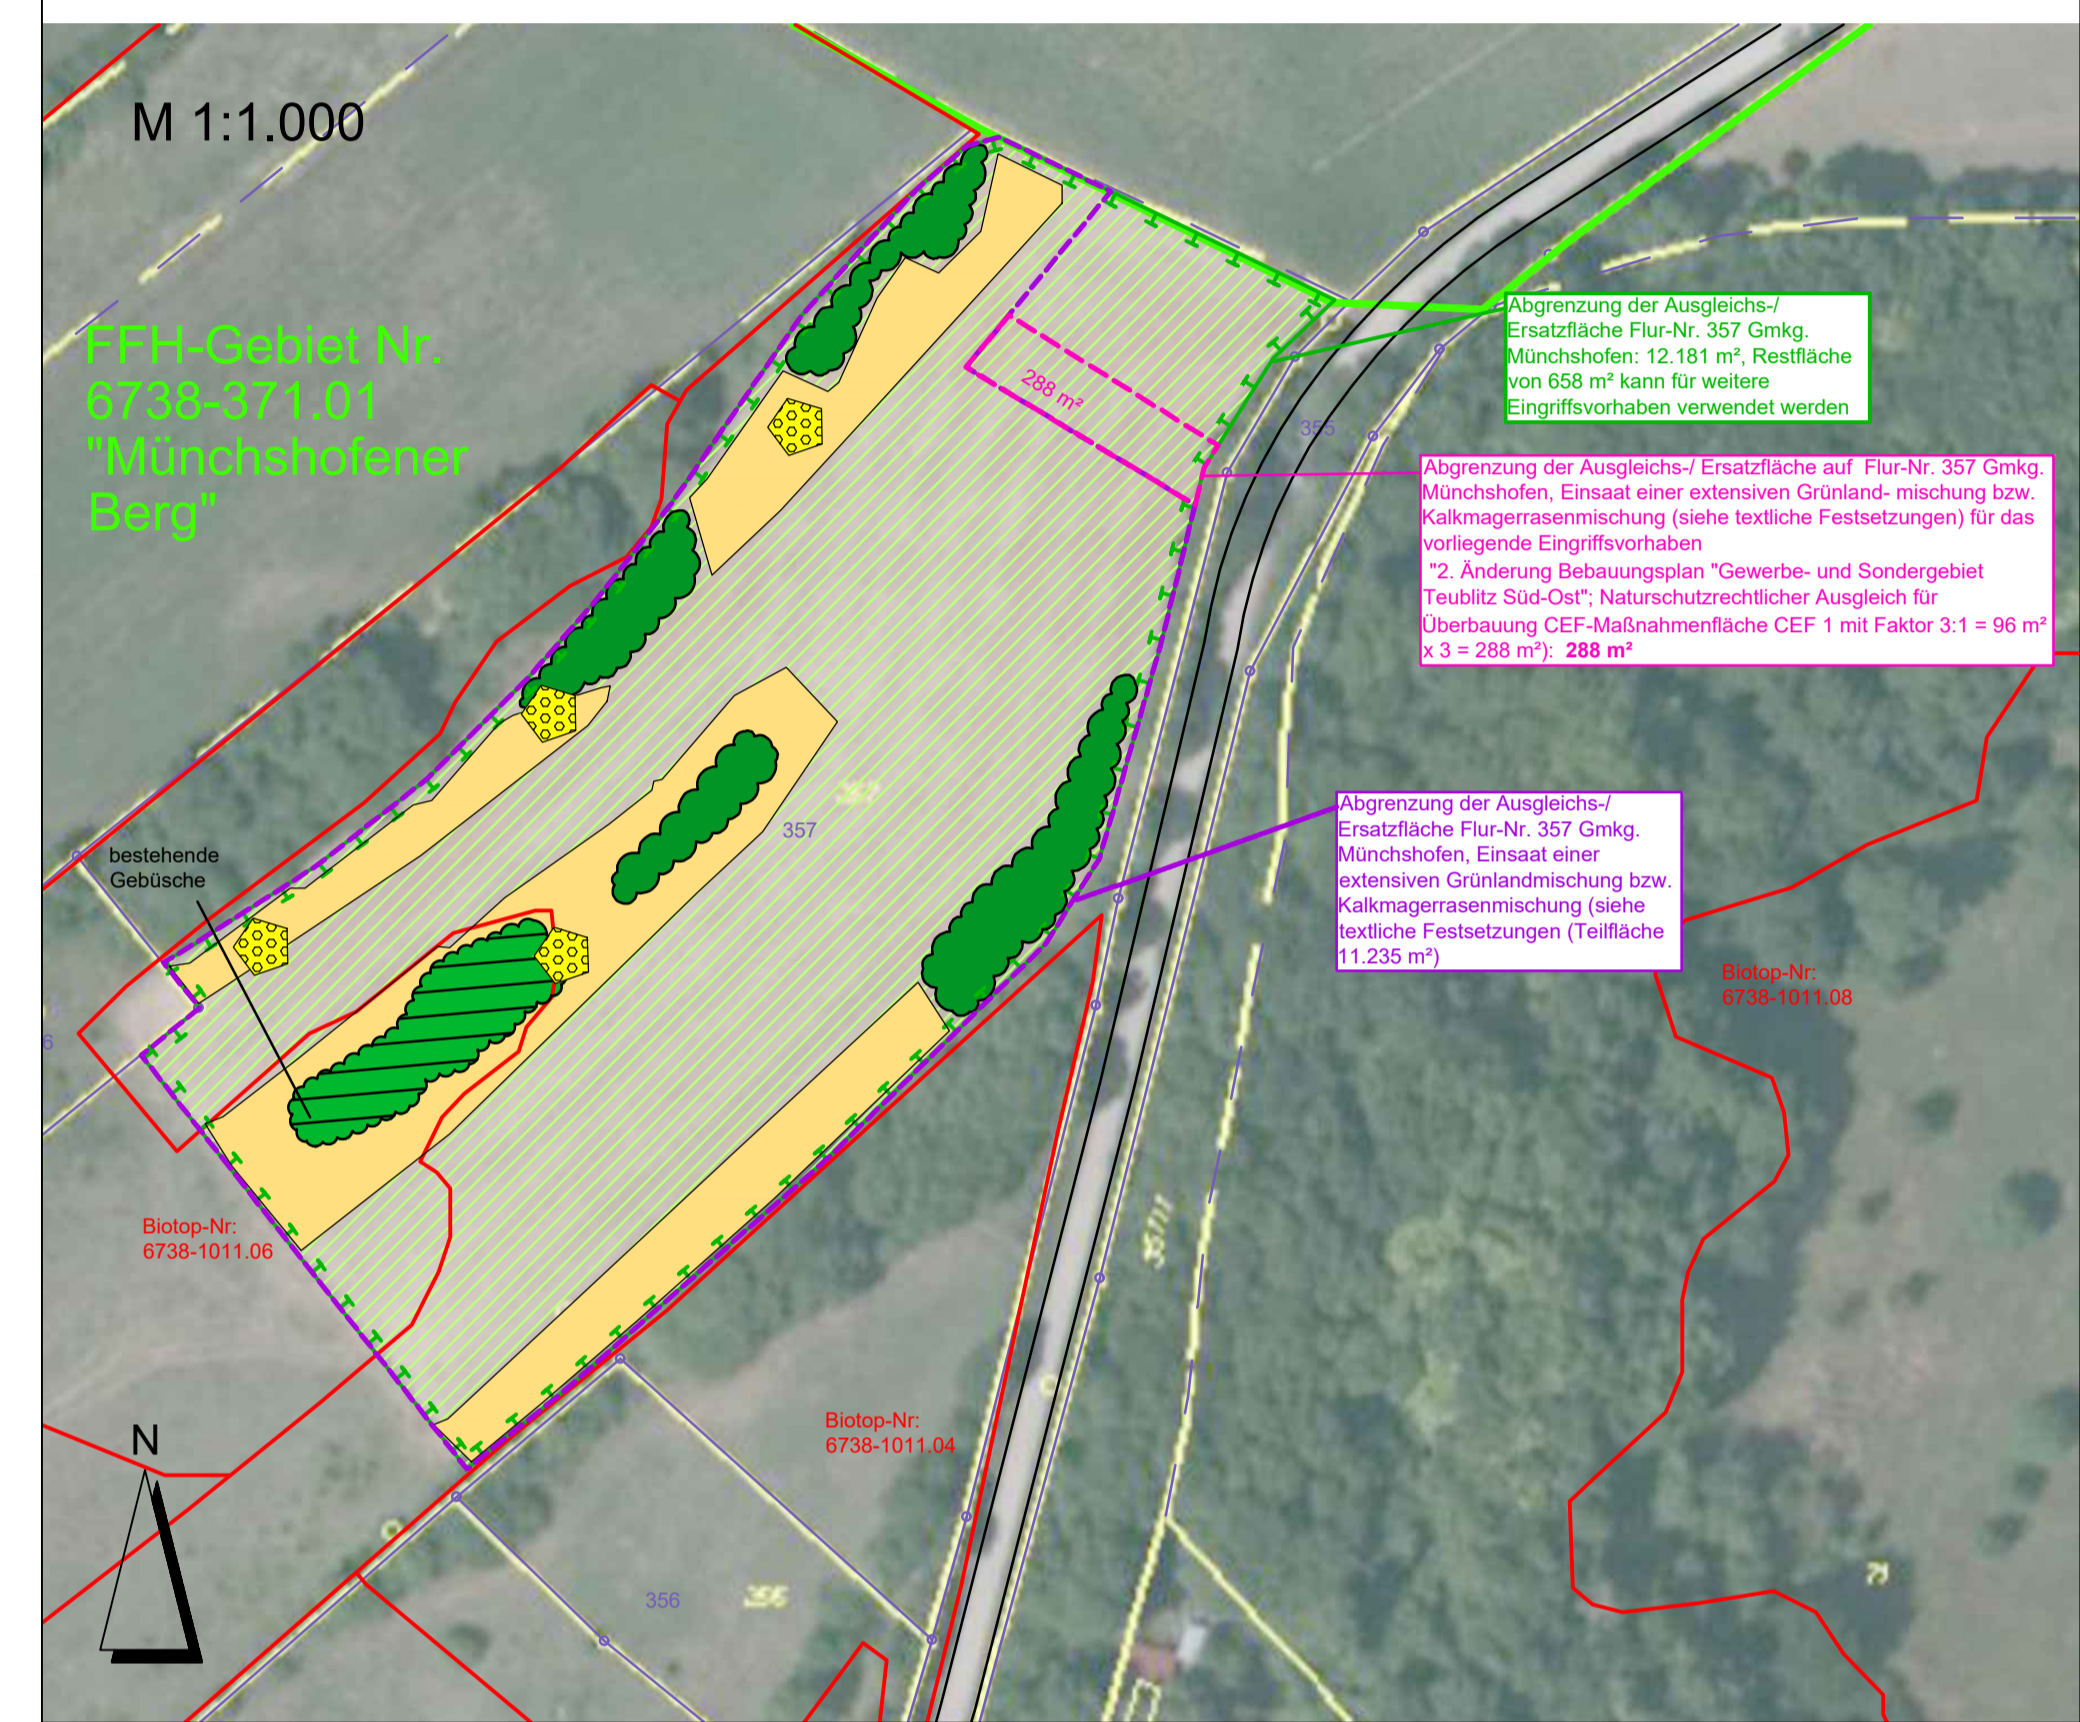 M 1:1.000
FFH-Gebiet Nr.
6738-371.01
"Münchshofener
Berg"
288 m²
355
Abgrenzung der Ausgleichs-/
Ersatzfläche Flur-Nr. 357 Gmkg.
Münchshofen: 12.181 m², Restfläche
von 658 m² kann für weitere
Eingriffsvorhaben verwendet werden
Abgrenzung der Ausgleichs-/ Ersatzfläche auf  Flur-Nr. 357 Gmkg.
Münchshofen, Einsaat einer extensiven Grünland- mischung bzw.
Kalkmagerrasenmischung (siehe textliche Festsetzungen) für das
vorliegende Eingriffsvorhaben
"2. Änderung Bebauungsplan "Gewerbe- und Sondergebiet
Teublitz Süd-Ost"; Naturschutzrechtlicher Ausgleich für
Überbauung CEF-Maßnahmenfläche CEF 1 mit Faktor 3:1 = 96 m²
x 3 = 288 m²):  288 m²
357
Abgrenzung der Ausgleichs-/
Ersatzfläche Flur-Nr. 357 Gmkg.
Münchshofen, Einsaat einer
extensiven Grünlandmischung bzw.
Kalkmagerrasenmischung (siehe
textliche Festsetzungen (Teilfläche
11.235 m²)
bestehende
Gebüsche
Biotop-Nr:
6738-1011.08
6
Biotop-Nr:
6738-1011.06
Biotop-Nr:
6738-1011.04
N
356